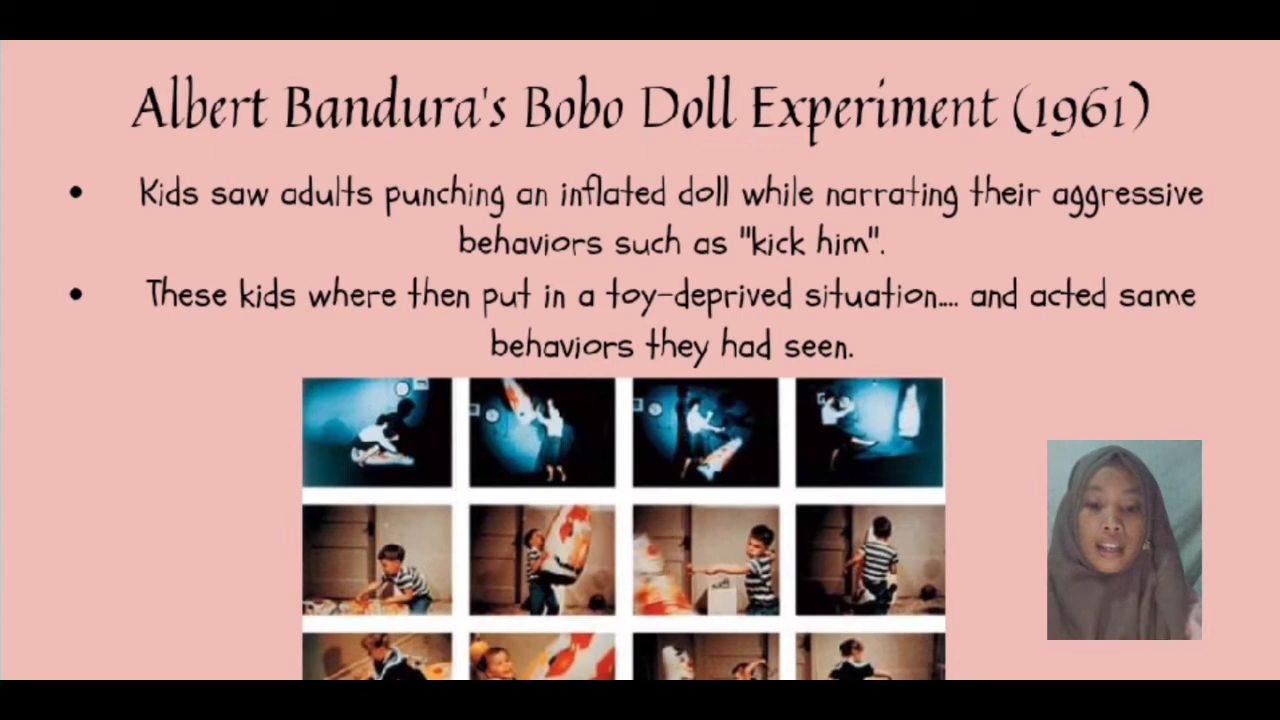 Albert Bandura's Bobo Doll Experiment (1961)
• Kids saw adults punching an inflated doll while narrating their aggressive
behaviors such as "kick him".
• These kids where then put in a toy-deprived situation.... and acted same
behaviors they had seen.